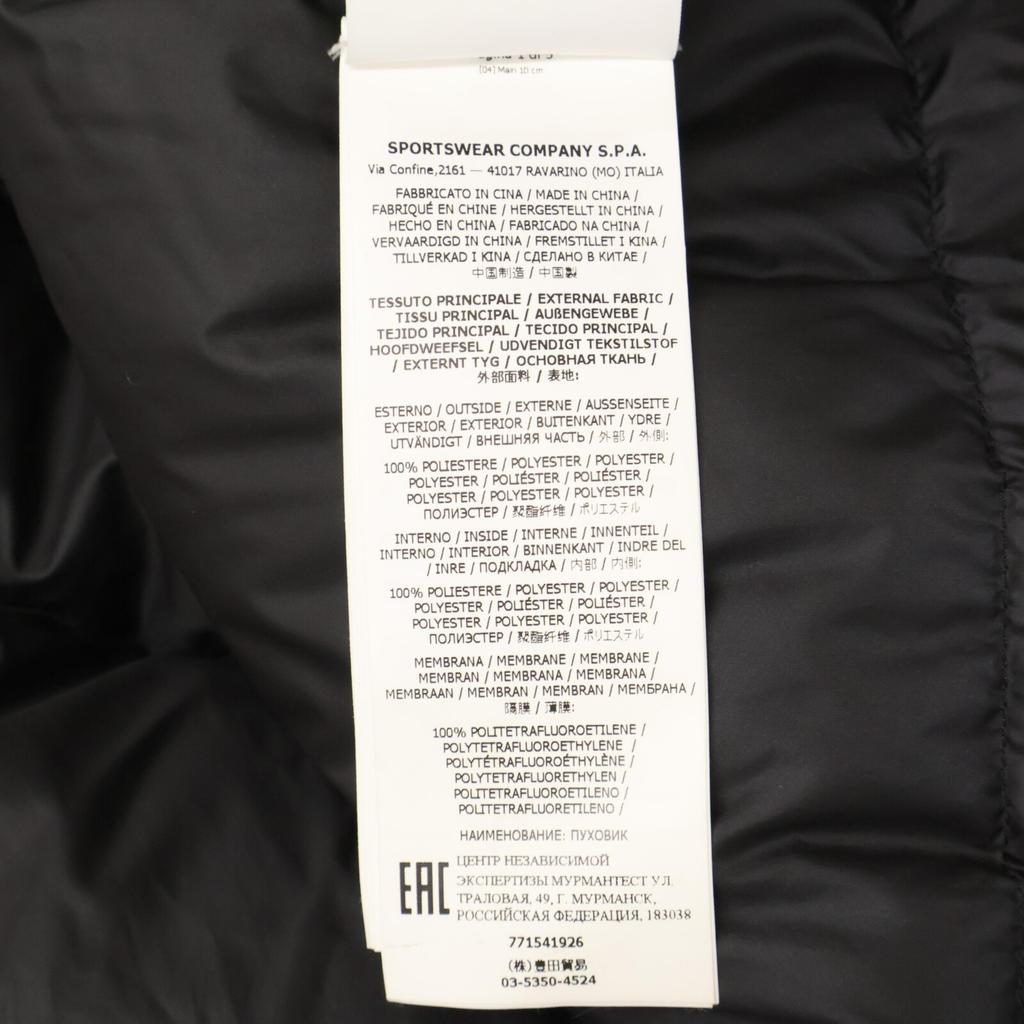 [04] Main 10 cm
SPORTSWEAR COMPANY S.P.A.
Via Confine,2161 — 41017 RAVARINO (MO) ITALIA
FABBRICATO IN CINA / MADE IN CHINA /
FABRIQUÉ EN CHINE / HERGESTELLT IN CHINA /
HECHO EN CHINA / FABRICADO NA CHINA /
VERVAARDIGD IN CHINA / FREMSTILLET I KINA /
TILLVERKAD I KINA / СДЕЛАНО В КИТАЕ /
中国制造 / 中国製
TESSUTO PRINCIPALE / EXTERNAL FABRIC /
TISSU PRINCIPAL / AUßENGEWEBE /
TEJIDO PRINCIPAL / TECIDO PRINCIPAL /
HOOFDWEEFSEL / UDVENDIGT TEKSTILSTOF
/ EXTERNT TYG / ОСНОВНАЯ ТКАНЬ /
外部面料 / 表地:
ESTERNO / OUTSIDE / EXTERNE / AUSSENSEITE /
EXTERIOR / EXTERIOR / BUITENKANT / YDRE /
UTVÄNDIGT / ВНЕШНЯЯ ЧАСТЬ / 外部 / 外側:
100% POLIESTERE / POLYESTER / POLYESTER /
POLYESTER / POLIÉSTER / POLIÉSTER /
POLYESTER / POLYESTER / POLYESTER /
ПОЛИЭСТЕР / 聚酯纤维 / ポリエステル
INTERNO / INSIDE / INTERNE / INNENTEIL /
INTERNO / INTERIOR / BINNENKANT / INDRE DEL
/ INRE / ПОДКЛАДКА / 内部 / 内側:
100% POLIESTERE / POLYESTER / POLYESTER /
POLYESTER / POLIÉSTER / POLIÉSTER /
POLYESTER / POLYESTER / POLYESTER /
ПОЛИЭСТЕР / 聚酯纤维 / ポリエステル
MEMBRANA / MEMBRANE / MEMBRANE /
MEMBRAN / MEMBRANA / MEMBRANA /
MEMBRAAN / MEMBRAN / MEMBRAN / МЕМБРАНА /
隔膜 / 薄膜:
100% POLITETRAFLUOROETILENE /
POLYTETRAFLUOROETHYLENE /
POLYTÉTRAFLUOROÉTHYLÈNE /
POLYTETRAFLUORETHYLEN /
POLITETRAFLUOROETILENO /
POLITETRAFLUORETILENO /
НАИМЕНОВАНИЕ: ПУХОВИК
EAC
ЦЕНТР НЕЗАВИСИМОЙ
ЭКСПЕРТИЗЫ МУРМАНТЕСТ УЛ.
ТРАЛОВАЯ, 49, Г. МУРМАНСК,
РОССИЙСКАЯ ФЕДЕРАЦИЯ, 183038
771541926
(株)豊田貿易
03-5350-4524